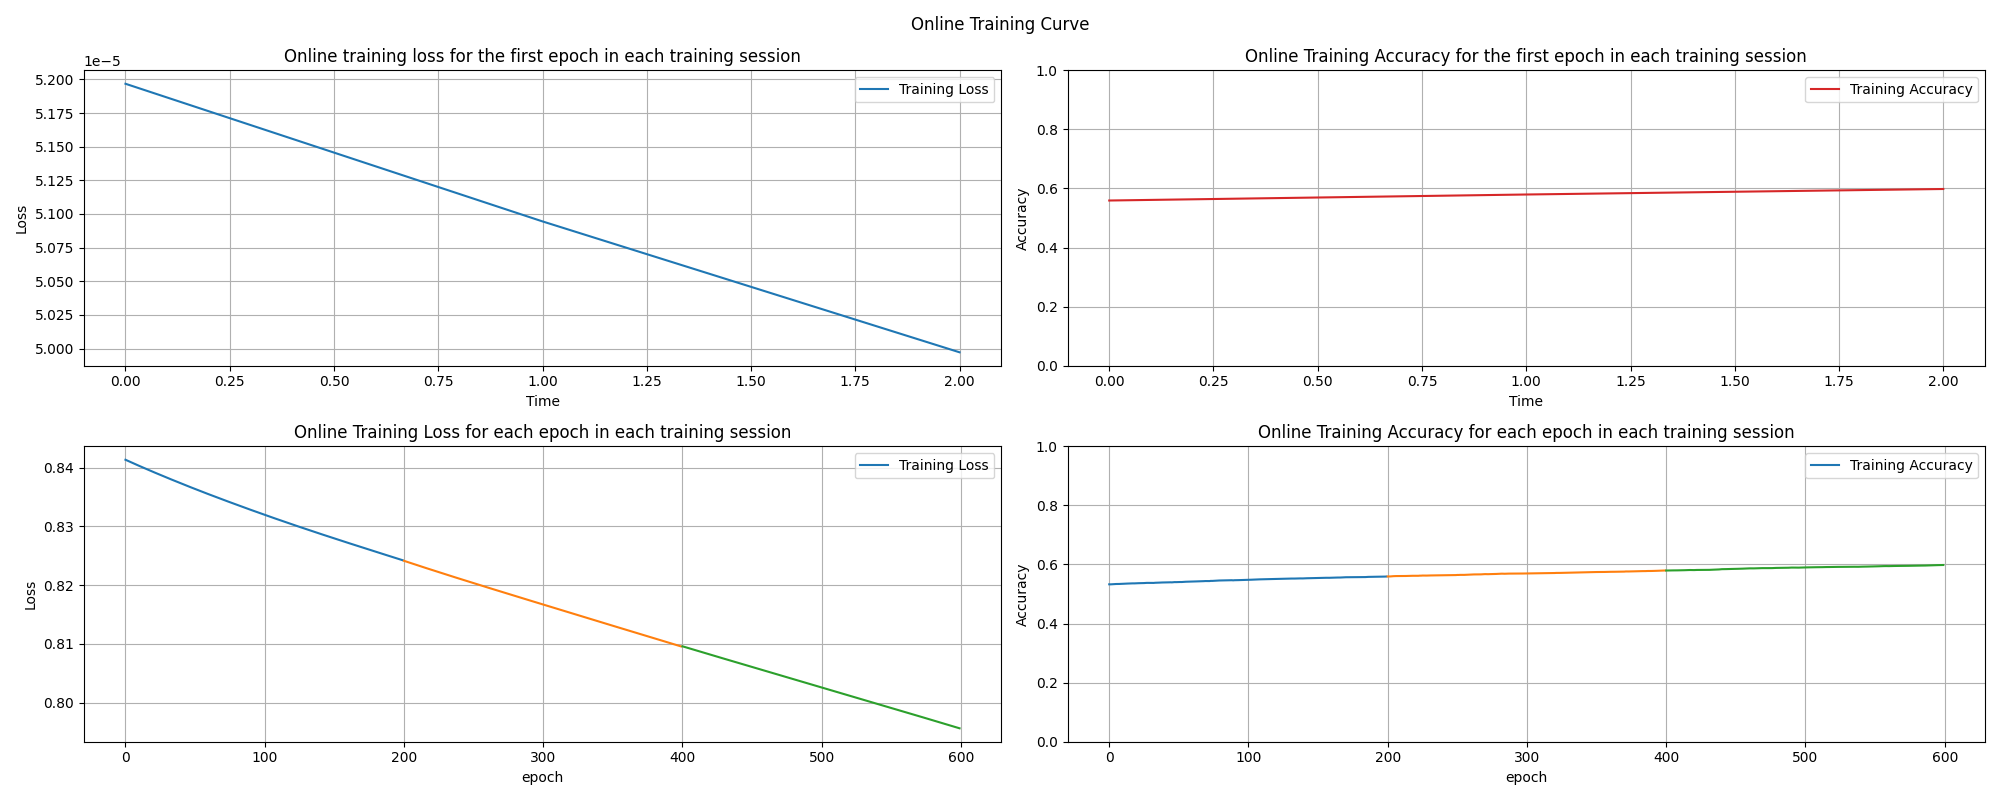 Online Training Curve
Online training loss for the first epoch in each training session
1e−5
5.200
5.175
5.150
5.125
5.100
5.075
5.050
5.025
5.000
Loss
Training Loss
0.00 0.25 0.50 0.75 1.00 1.25 1.50 1.75 2.00
Time
Online Training Accuracy for the first epoch in each training session
1.0
0.8
0.6
0.4
0.2
0.0
Accuracy
Training Accuracy
0.00 0.25 0.50 0.75 1.00 1.25 1.50 1.75 2.00
Time
Online Training Loss for each epoch in each training session
0.84
0.83
0.82
0.81
0.80
Loss
Training Loss
0 100 200 300 400 500 600
epoch
Online Training Accuracy for each epoch in each training session
1.0
0.8
0.6
0.4
0.2
0.0
Accuracy
Training Accuracy
0 100 200 300 400 500 600
epoch